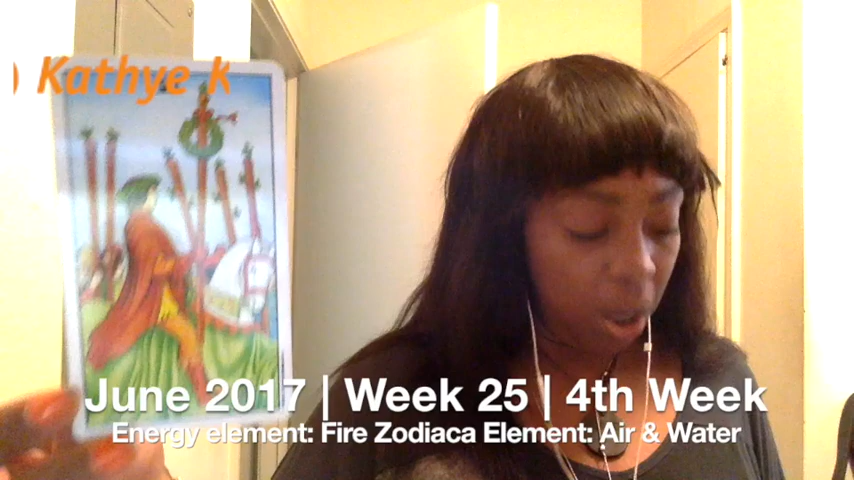 ) Kathye K
June 2017 | Week 25 | 4th Week
Energy element: Fire Zodiaca Element: Air & Water